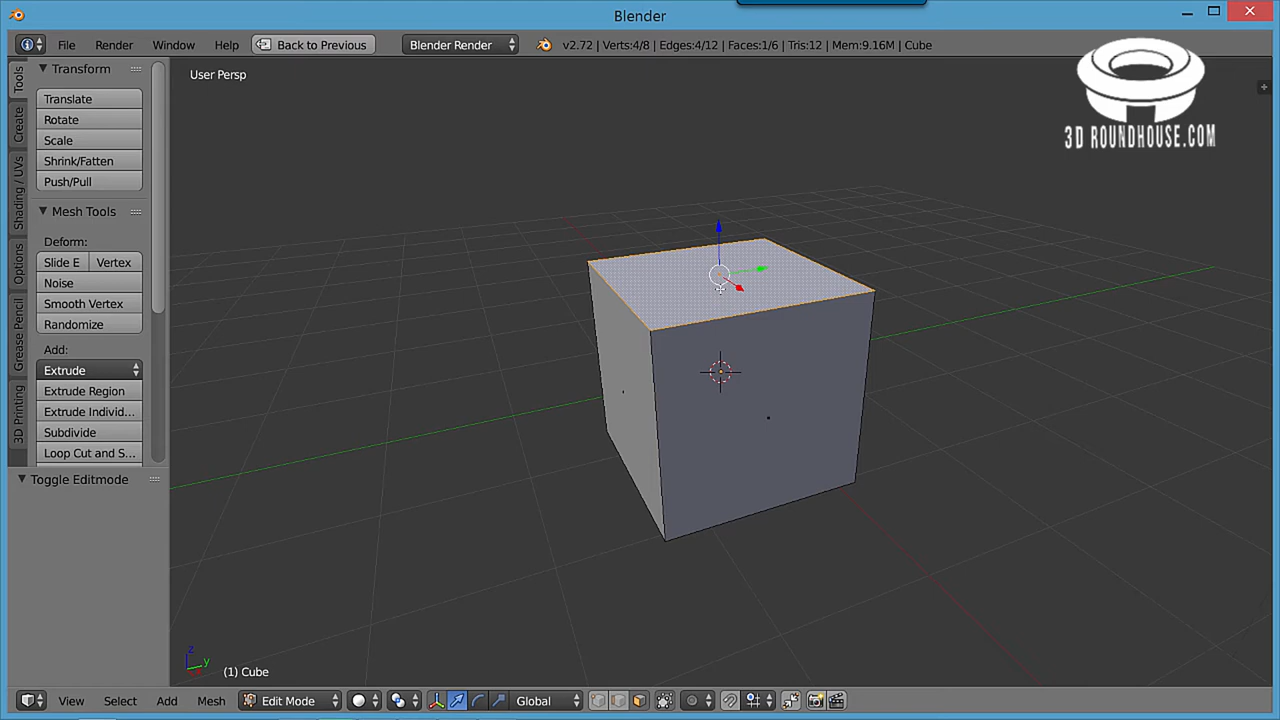 Blender
File Render Window Help Back to Previous Blender Render v2.72 | Verts:4/8 | Edges:4/12 | Faces:1/6 | Tris:12 | Mem:9.16M | Cube
3D ROUNDHOUSE.COM
User Persp
Tools
Create
Shading / UVs
Options
Grease Pencil
3D Printing
Transform
Translate
Rotate
Scale
Shrink/Fatten
Push/Pull
Mesh Tools
Deform:
Slide E Vertex
Noise
Smooth Vertex
Randomize
Add:
Extrude
Extrude Region
Extrude Individ...
Subdivide
Loop Cut and S...
Toggle Editmode
z
y
(1) Cube
View Select Add Mesh Edit Mode Global